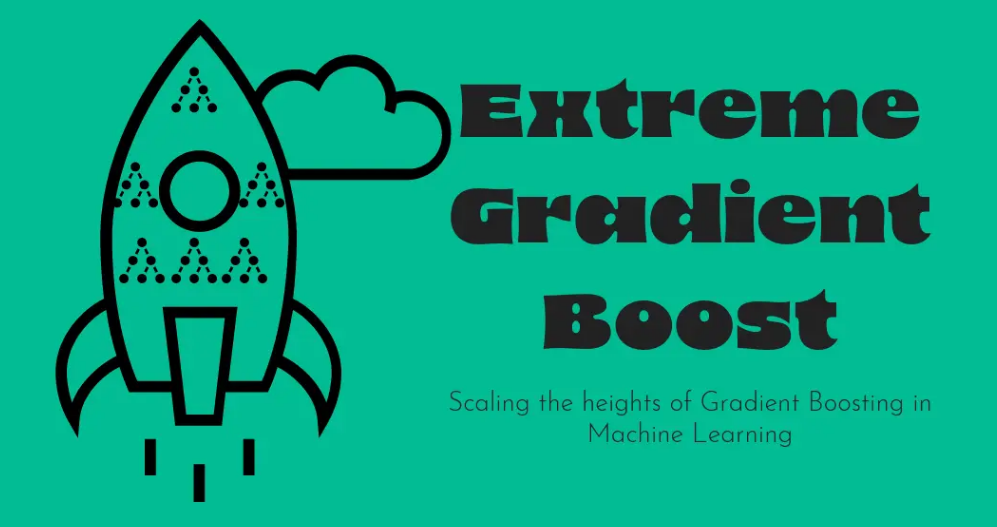 Extreme
Gradient
Boost
Scaling the heights of Gradient Boosting in
Machine Learning